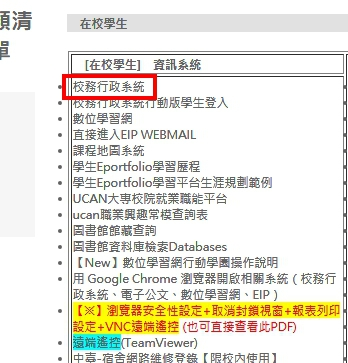 類清
單
在校學生
[在校學生]　資訊系統
校務行政系統
校務行政系統行動版學生登入
數位學習網
直接進入EIP WEBMAIL
課程地圖系統
學生Eportfolio學習歷程
學生Eportfolio學習平台生涯規劃範例
UCAN大專校院就業職能平台
ucan職業興趣常模查詢表
圖書館館藏查詢
圖書館資料庫檢索Databases
【New】數位學習網行動學園操作說明
用 Google Chrome 瀏覽器開啟相關系統（校務行
政系統、電子公文、數位學習網、EIP）
【※】瀏覽器安全性設定+取消封鎖視窗+報表列印
設定+VNC遠端遙控 (也可直接查看此PDF)
遠端遙控(TeamViewer)
中臺-宿舍網路維修登錄【限校內使用】